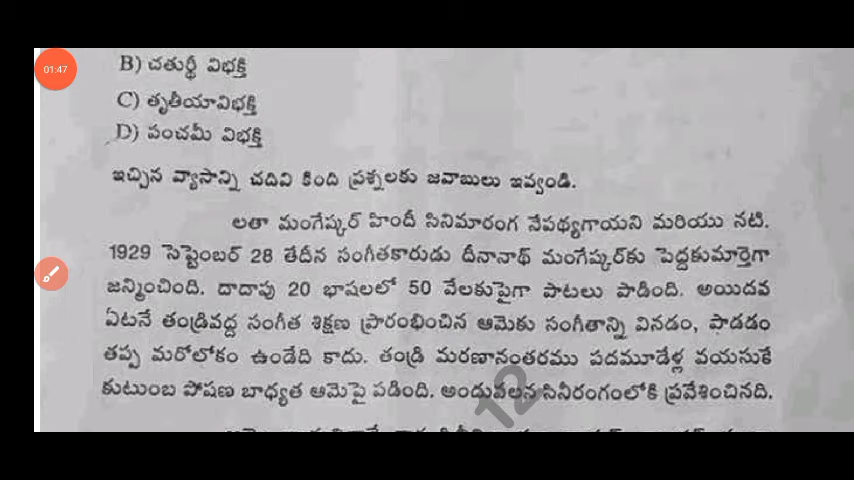 B) చతుర్థీ విభక్తి
01:47
C) తృతీయావిభక్తి
D) పంచమీ విభక్తి
ఇచ్చిన వ్యాసాన్ని చదివి కింది ప్రశ్నలకు జవాబులు ఇవ్వండి.
లతా మంగేష్కర్ హిందీ సినిమారంగ నేపథ్యగాయని మరియు నటి.
1929 సెప్టెంబర్ 28 తేదీన సంగీతకారుడు దీనానాథ్ మంగేష్కర్‌కు పెద్దకుమార్తెగా
జన్మించింది. దాదాపు 20 భాషలలో 50 వేలకుపైగా పాటలు పాడింది. అయిదవ
ఏటనే తండ్రివద్ద సంగీత శిక్షణ ప్రారంభించిన ఆమెకు సంగీతాన్ని వినడం, పాడడం
తప్ప మరోలోకం ఉండేది కాదు. తండ్రి మరణానంతరము పదమూడేళ్ల వయసుకే
కుటుంబ పోషణ బాధ్యత ఆమెపై పడింది. అందువలన సినీరంగంలోకి ప్రవేశించినది.
12